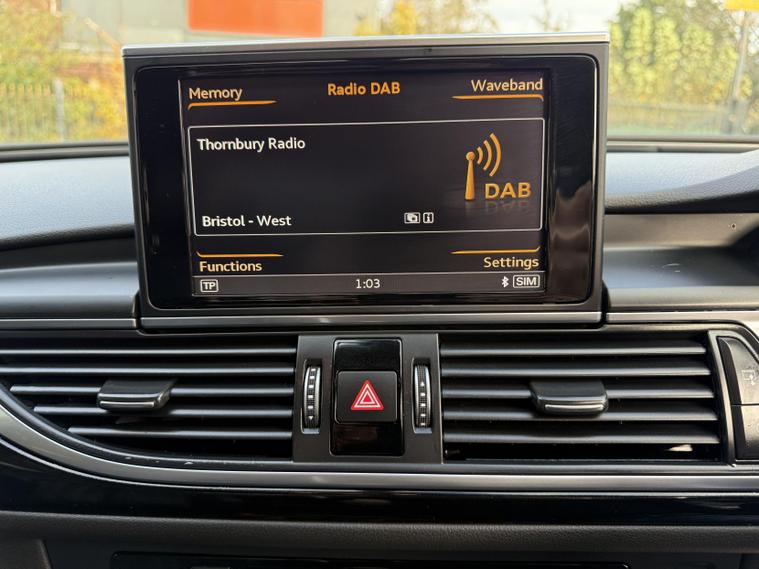 Memory
Radio DAB
Waveband
Thornbury Radio
DAB
Bristol - West
Functions
Settings
TP
1:03
SIM